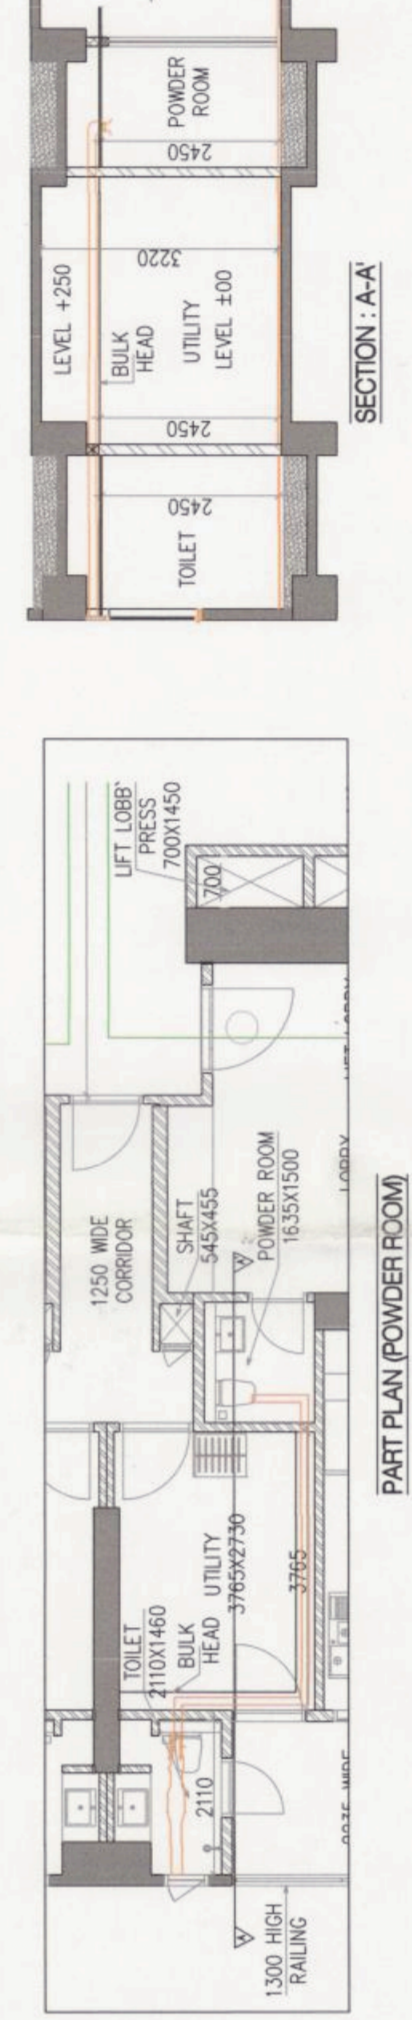 LEVEL +250
BULK
HEAD
3220
UTILITY
LEVEL ±00
POWDER
ROOM
2450
2450
2450
TOILET
SECTION : A-A'
LIFT LOBB
PRESS
700X1450
700
1250 WIDE
CORRIDOR
SHAFT
545X455
POWDER ROOM
1635X1500
LOBBY
TOILET
2110X1460
BULK
HEAD
UTILITY
3765X2730
3765
2110
1300 HIGH
RAILING
PART PLAN (POWDER ROOM)